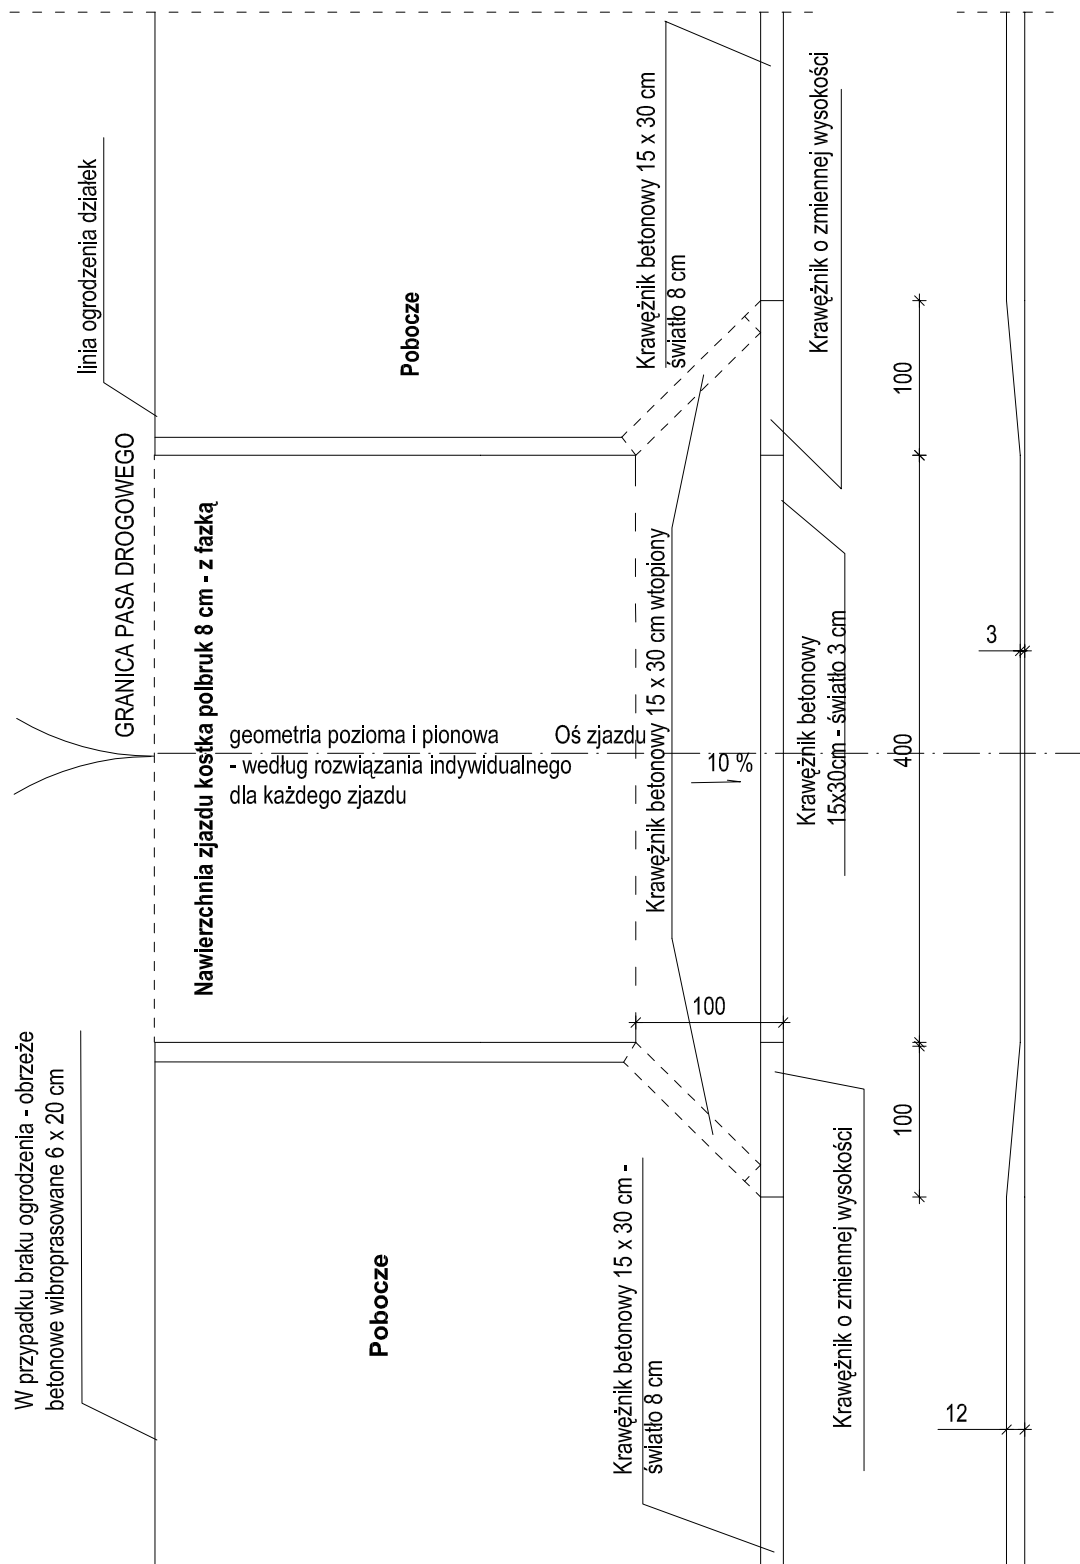 W przypadku braku ogrodzenia - obrzeże
betonowe wibroprasowane 6 x 20 cm
GRANICA PASA DROGOWEGO
linia ogrodzenia działek
Nawierzchnia zjazdu kostka polbruk 8 cm - z fazką
geometria pozioma i pionowa
- według rozwiązania indywidualnego
dla każdego zjazdu
Oś zjazdu
Pobocze
Pobocze
Krawężnik betonowy 15 x 30 cm -
światło 8 cm
Krawężnik betonowy 15 x 30 cm wtopiony
Krawężnik betonowy 15 x 30 cm
światło 8 cm
100
10 %
Krawężnik o zmiennej wysokości
Krawężnik betonowy
15x30cm - światło 3 cm
Krawężnik o zmiennej wysokości
100
400
100
12
3